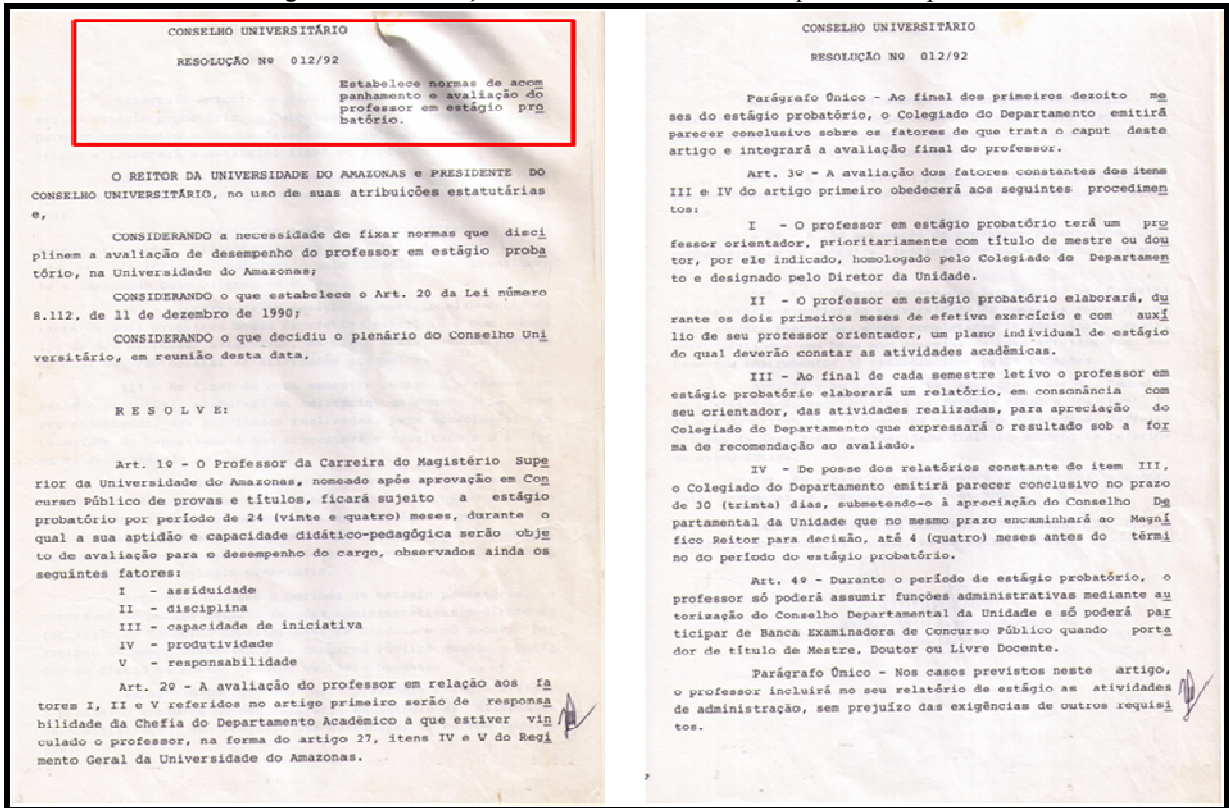 CONSELHO UNIVERSITÁRIO
RESOLUÇÃO Nº 012/92
Estabelece normas de acom
panhamento e avaliação do
professor em estágio pro
batório.
O REITOR DA UNIVERSIDADE DO AMAZONAS e PRESIDENTE DO
CONSELHO UNIVERSITÁRIO, no uso de suas atribuições estatutárias
e,
CONSIDERANDO a necessidade de fixar normas que disci
plinem a avaliação de desempenho do professor em estágio proba
tório, na Universidade do Amazonas;
CONSIDERANDO o que estabelece o Art. 20 da Lei número
8.112, de 11 de dezembro de 1990;
CONSIDERANDO o que decidiu o plenário do Conselho Uni
versitário, em reunião desta data,
R E S O L V E:
Art. 1º - O Professor da Carreira do Magistério Supe
rior da Universidade do Amazonas, nomeado após aprovação em Con
curso Público de provas e títulos, ficará sujeito a estágio
probatório por período de 24 (vinte e quatro) meses, durante o
qual a sua aptidão e capacidade didático-pedagógica serão obje
to de avaliação para o desempenho do cargo, observados ainda os
seguintes fatores:
I - assiduidade
II - disciplina
III - capacidade de iniciativa
IV - produtividade
V - responsabilidade
Art. 2º - A avaliação do professor em relação aos fa
tores I, II e V referidos no artigo primeiro serão de responsa
bilidade da Chefia do Departamento Acadêmico a que estiver vin
culado o professor, na forma do artigo 27, itens IV e V do Regi
mento Geral da Universidade do Amazonas.
CONSELHO UNIVERSITÁRIO
RESOLUÇÃO NO 012/92
Parágrafo Único - Ao final dos primeiros dezoito me
ses do estágio probatório, o Colegiado do Departamento emitirá
parecer conclusivo sobre os fatores de que trata o caput deste
artigo e integrará a avaliação final do professor.
Art. 3º - A avaliação dos fatores constantes dos itens
III e IV do artigo primeiro obedecerá aos seguintes procedimen
tos:
I - O professor em estágio probatório terá um pro
fessor orientador, prioritariamente com título de mestre ou dou
tor, por ele indicado, homologado pelo Colegiado do Departamen
to e designado pelo Diretor da Unidade.
II - O professor em estágio probatório elaborará, du
rante os dois primeiros meses de efetivo exercício e com auxí
lio de seu professor orientador, um plano individual de estágio
do qual deverão constar as atividades acadêmicas.
III - Ao final de cada semestre letivo o professor em
estágio probatório elaborará um relatório, em consonância com
seu orientador, das atividades realizadas, para apreciação do
Colegiado do Departamento que expressará o resultado sob a for
ma de recomendação ao avaliado.
IV - De posse dos relatórios constante do item III,
o Colegiado do Departamento emitirá parecer conclusivo no prazo
de 30 (trinta) dias, submetendo-o à apreciação do Conselho De
partamental da Unidade que no mesmo prazo encaminhará ao Magní
fico Reitor para decisão, até 4 (quatro) meses antes do térmi
no do período do estágio probatório.
Art. 4º - Durante o período de estágio probatório, o
professor só poderá assumir funções administrativas mediante au
torização do Conselho Departamental da Unidade e só poderá par
ticipar de Banca Examinadora de Concurso Público quando porta
dor de título de Mestre, Doutor ou Livre Docente.
Parágrafo Único - Nos casos previstos neste artigo,
o professor incluirá no seu relatório de estágio as atividades
de administração, sem prejuízo das exigências de outros requisi
tos.